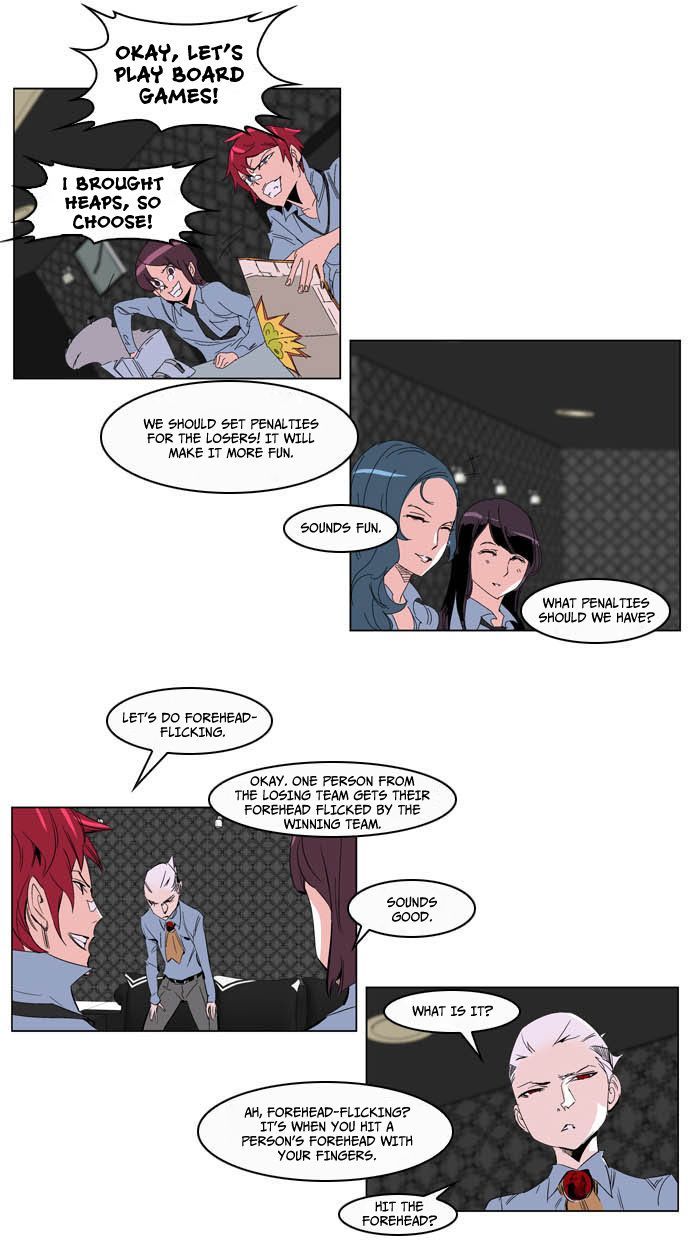 OKAY, LET'S
PLAY BOARD
GAMES!
I BROUGHT
HEAPS, SO
CHOOSE!
WE SHOULD SET PENALTIES
FOR THE LOSERS! IT WILL
MAKE IT MORE FUN.
SOUNDS FUN.
WHAT PENALTIES
SHOULD WE HAVE?
LET'S DO FOREHEAD-
FLICKING.
OKAY. ONE PERSON FROM
THE LOSING TEAM GETS THEIR
FOREHEAD FLICKED BY THE
WINNING TEAM.
SOUNDS
GOOD.
WHAT IS IT?
AH, FOREHEAD-FLICKING?
IT'S WHEN YOU HIT A
PERSON'S FOREHEAD WITH
YOUR FINGERS.
HIT THE
FOREHEAD?